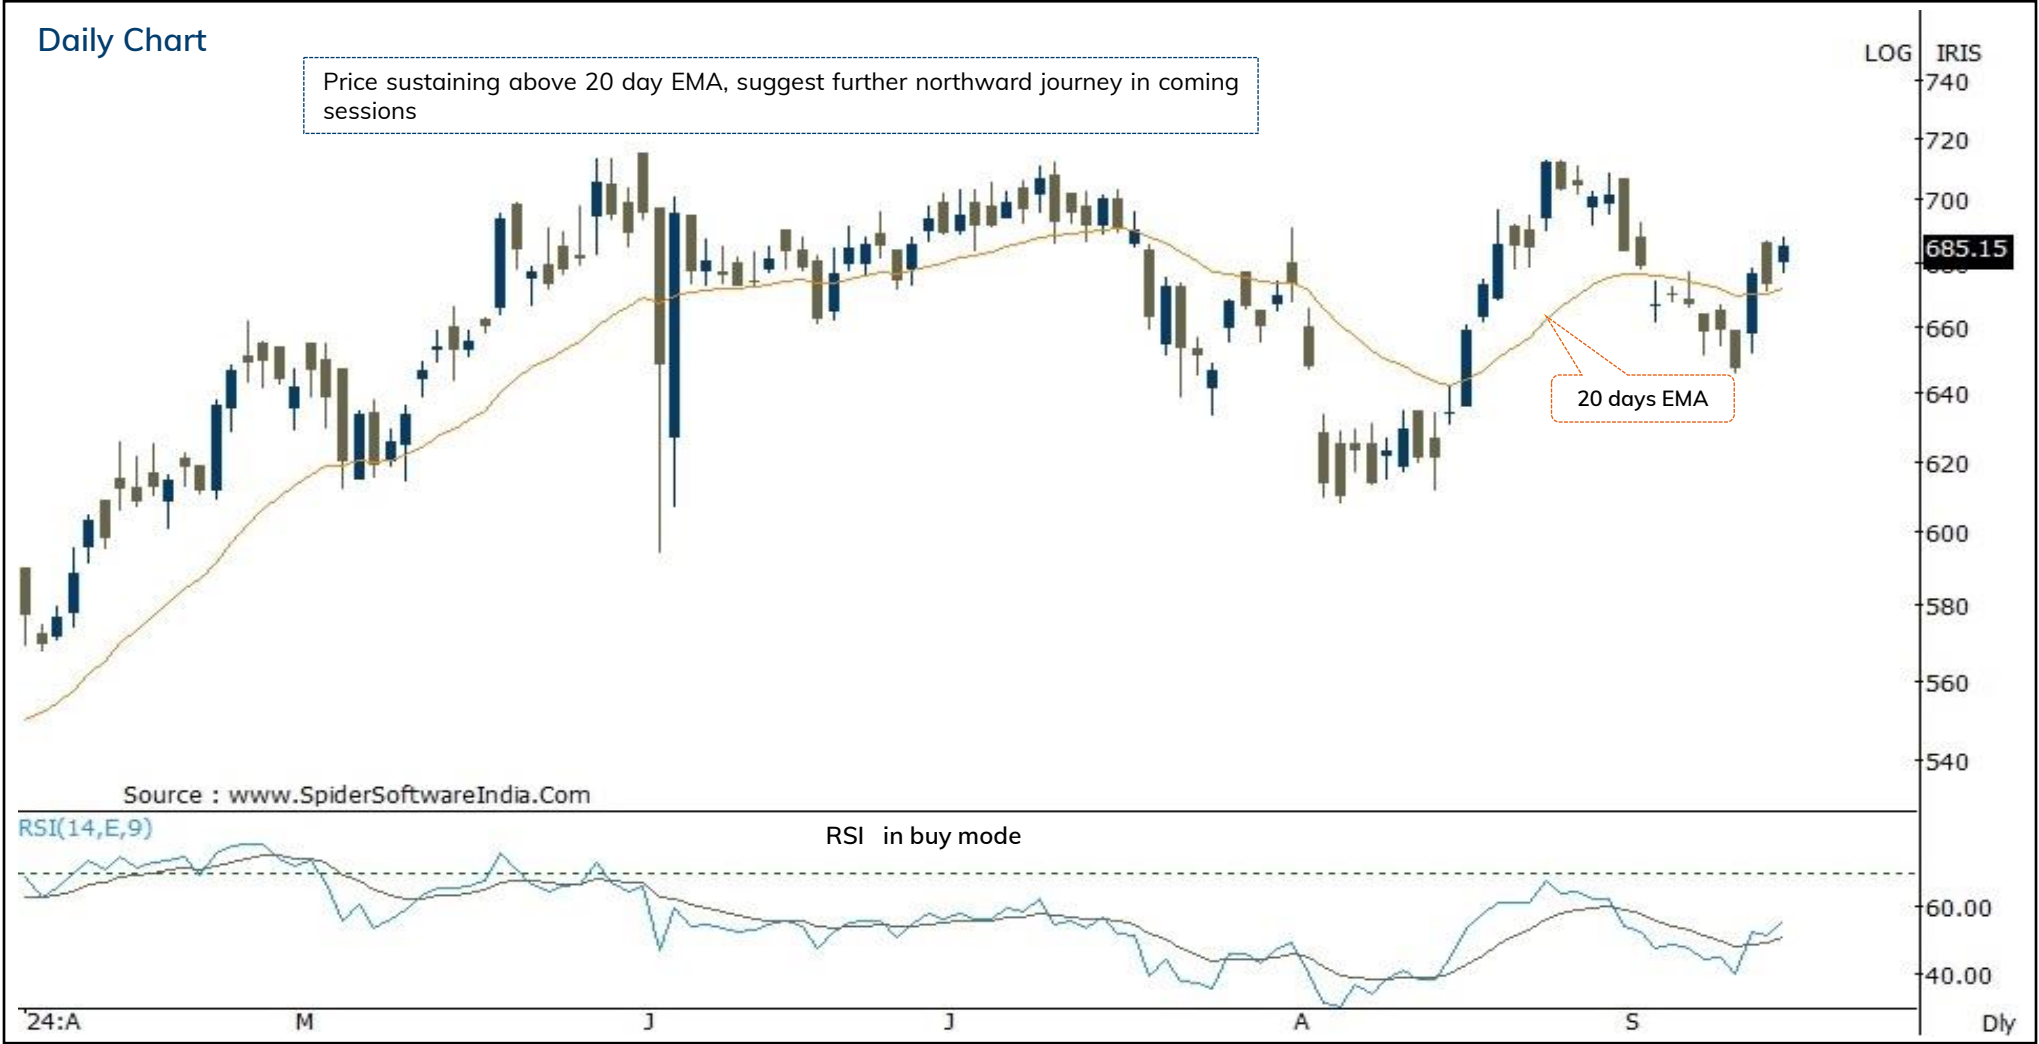 Daily Chart
LOG IRIS
Price sustaining above 20 day EMA, suggest further northward journey in coming
sessions
740
720
700
685.15
660
640
20 days EMA
620
600
580
560
540
Source : www.SpiderSoftwareIndia.Com
RSI(14,E,9)
RSI in buy mode
60.00
40.00
24:A M J J A S Dly